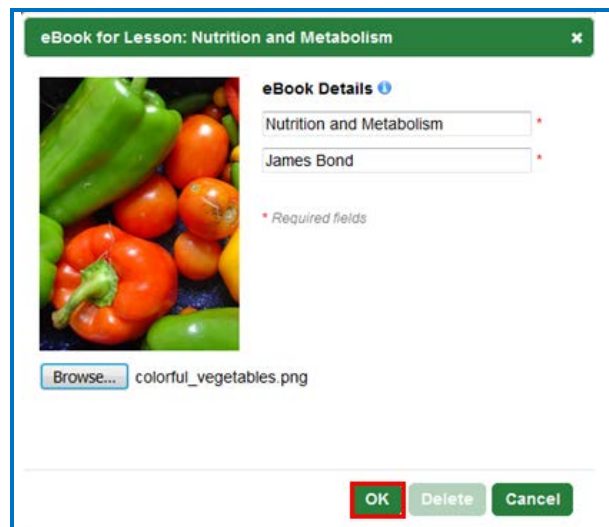 eBook for Lesson: Nutrition and Metabolism x
eBook Details i
Nutrition and Metabolism *
James Bond *
* Required fields
Browse... colorful_vegetables.png
OK Delete Cancel